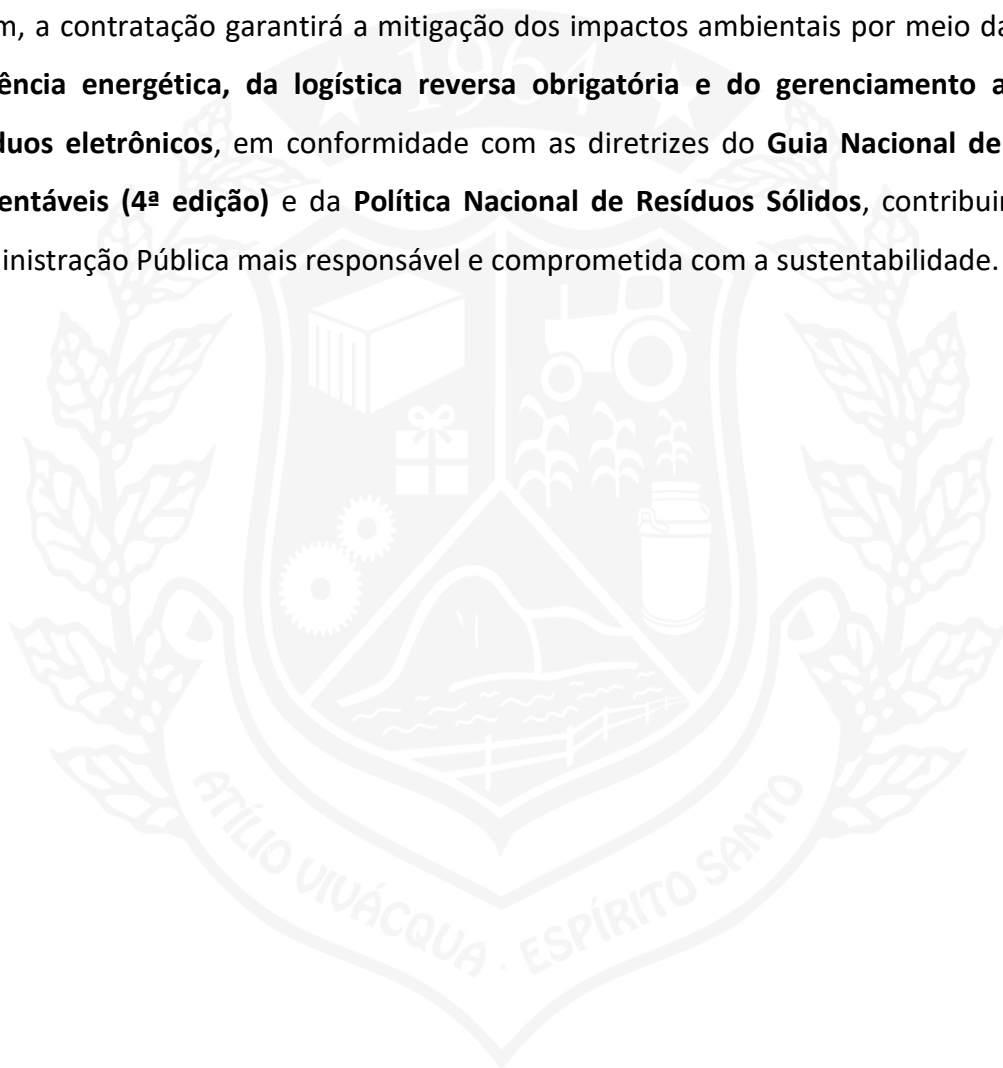 m, a contratação garantirá a mitigação dos impactos ambientais por meio da
ência energética, da logística reversa obrigatória e do gerenciamento a
duos eletrônicos, em conformidade com as diretrizes do Guia Nacional de
entáveis (4ª edição) e da Política Nacional de Resíduos Sólidos, contribuir
inistração Pública mais responsável e comprometida com a sustentabilidade.
1964
ATÍLIO VIVÁCQUA · ESPÍRITO SANTO